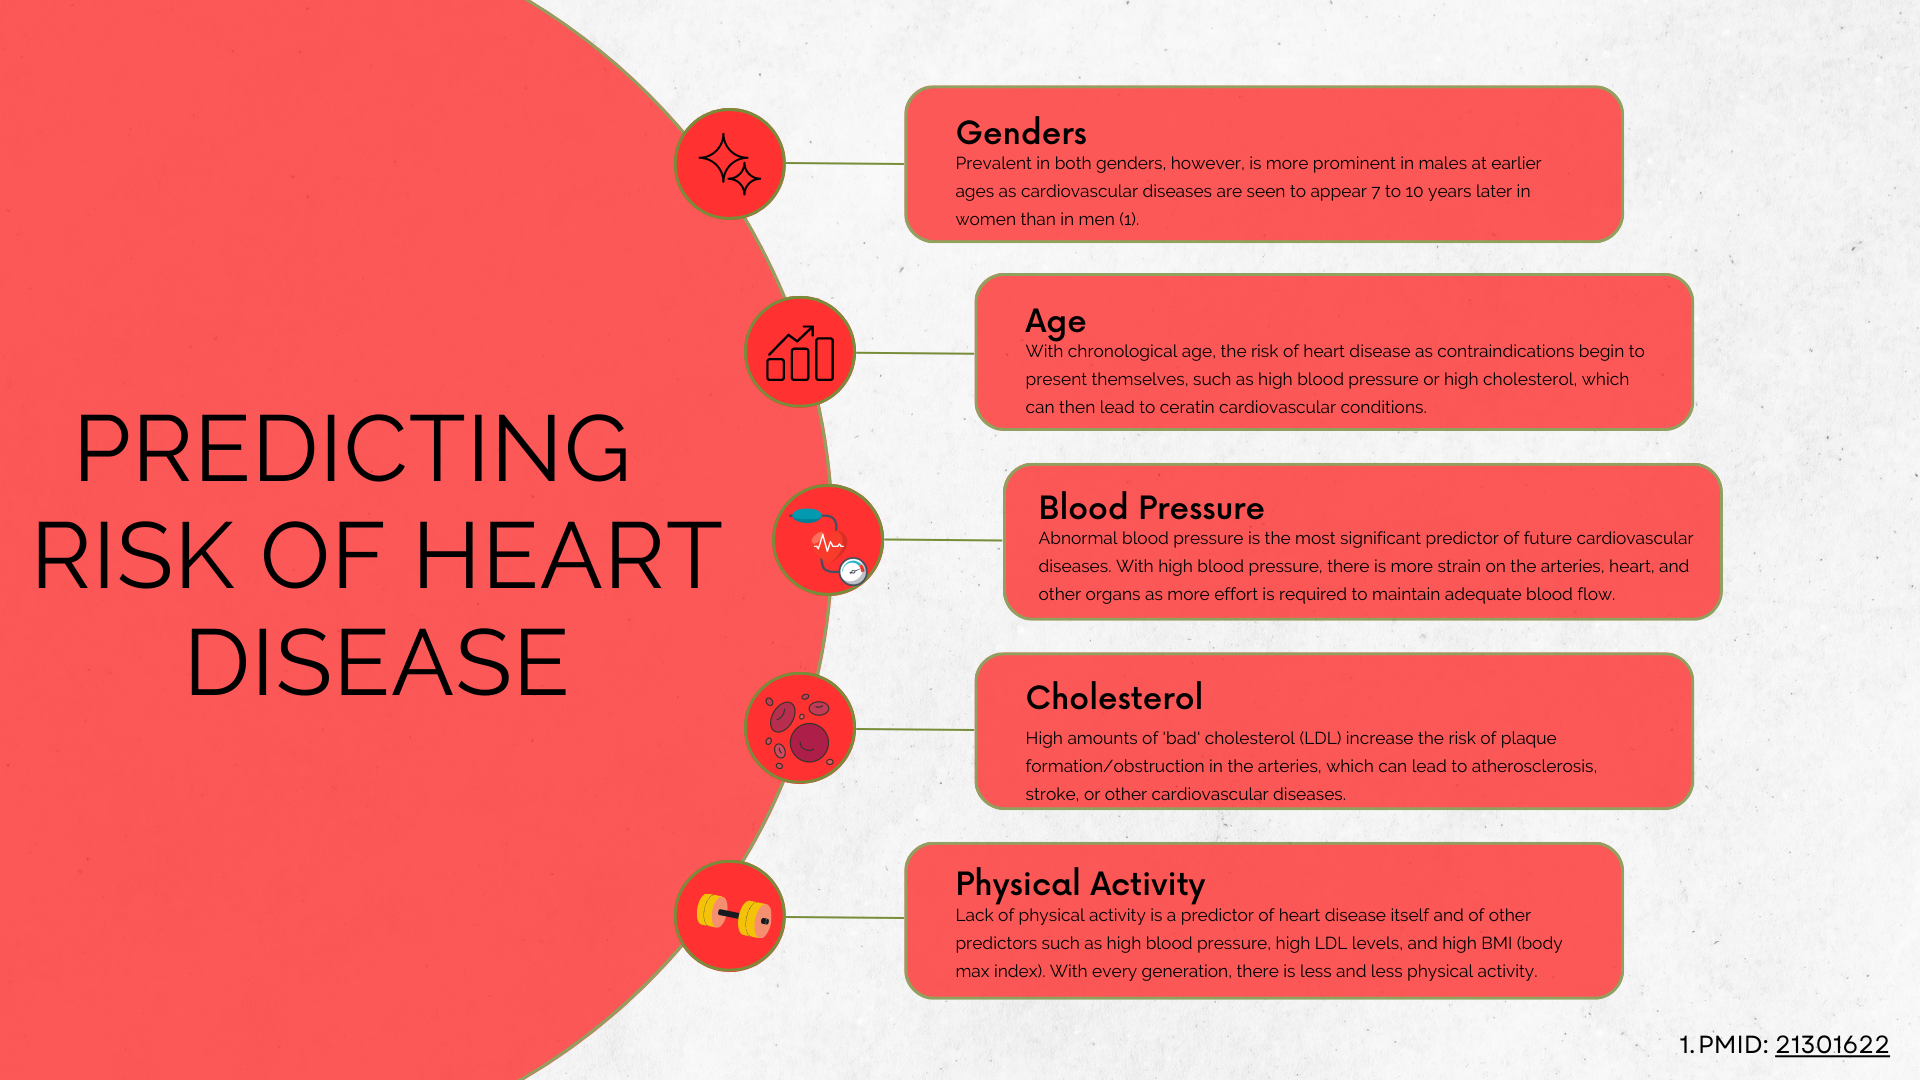 PREDICTING
RISK OF HEART
DISEASE
Genders
Prevalent in both genders, however, is more prominent in males at earlier
ages as cardiovascular diseases are seen to appear 7 to 10 years later in
women than in men (1).
Age
With chronological age, the risk of heart disease as contraindications begin to
present themselves, such as high blood pressure or high cholesterol, which
can then lead to ceratin cardiovascular conditions.
Blood Pressure
Abnormal blood pressure is the most significant predictor of future cardiovascular
diseases. With high blood pressure, there is more strain on the arteries, heart, and
other organs as more effort is required to maintain adequate blood flow.
Cholesterol
High amounts of 'bad' cholesterol (LDL) increase the risk of plaque
formation/obstruction in the arteries, which can lead to atherosclerosis,
stroke, or other cardiovascular diseases.
Physical Activity
Lack of physical activity is a predictor of heart disease itself and of other
predictors such as high blood pressure, high LDL levels, and high BMI (body
max index). With every generation, there is less and less physical activity.
1. PMID: 21301622